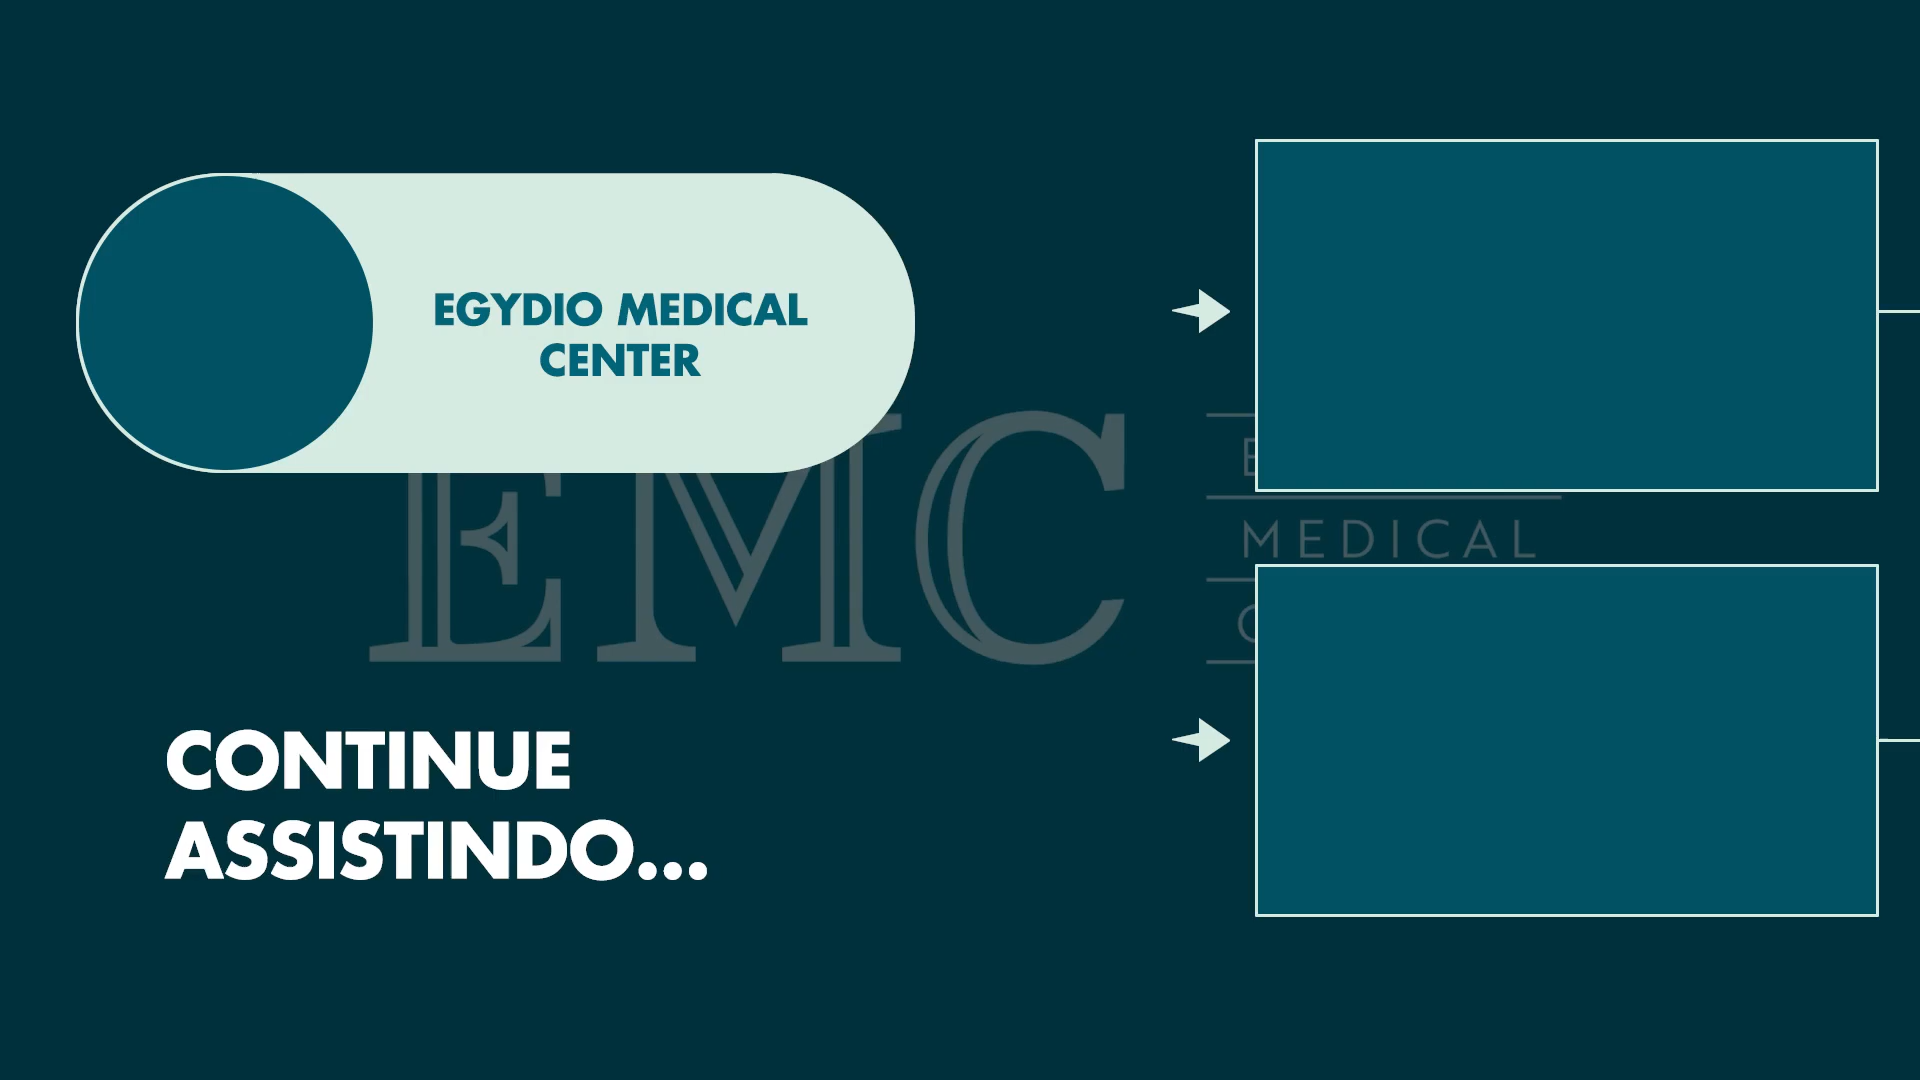 EGYDIO MEDICAL
CENTER
EMC
MEDICAL
CONTINUE
ASSISTINDO...